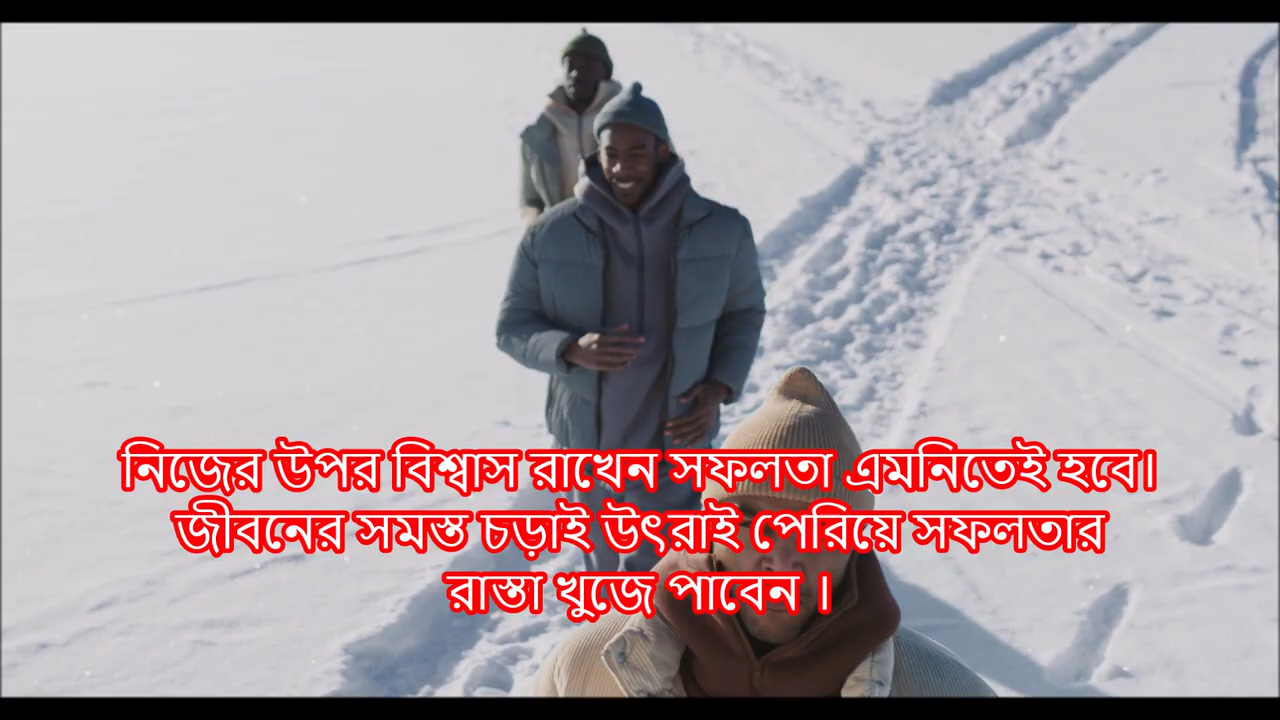 নিজের উপর বিশ্বাস রাখেন সফলতা এমনিতেই হবে।
জীবনের সমস্ত চড়াই উৎরাই পেরিয়ে সফলতার
রাস্তা খুজে পাবেন ।